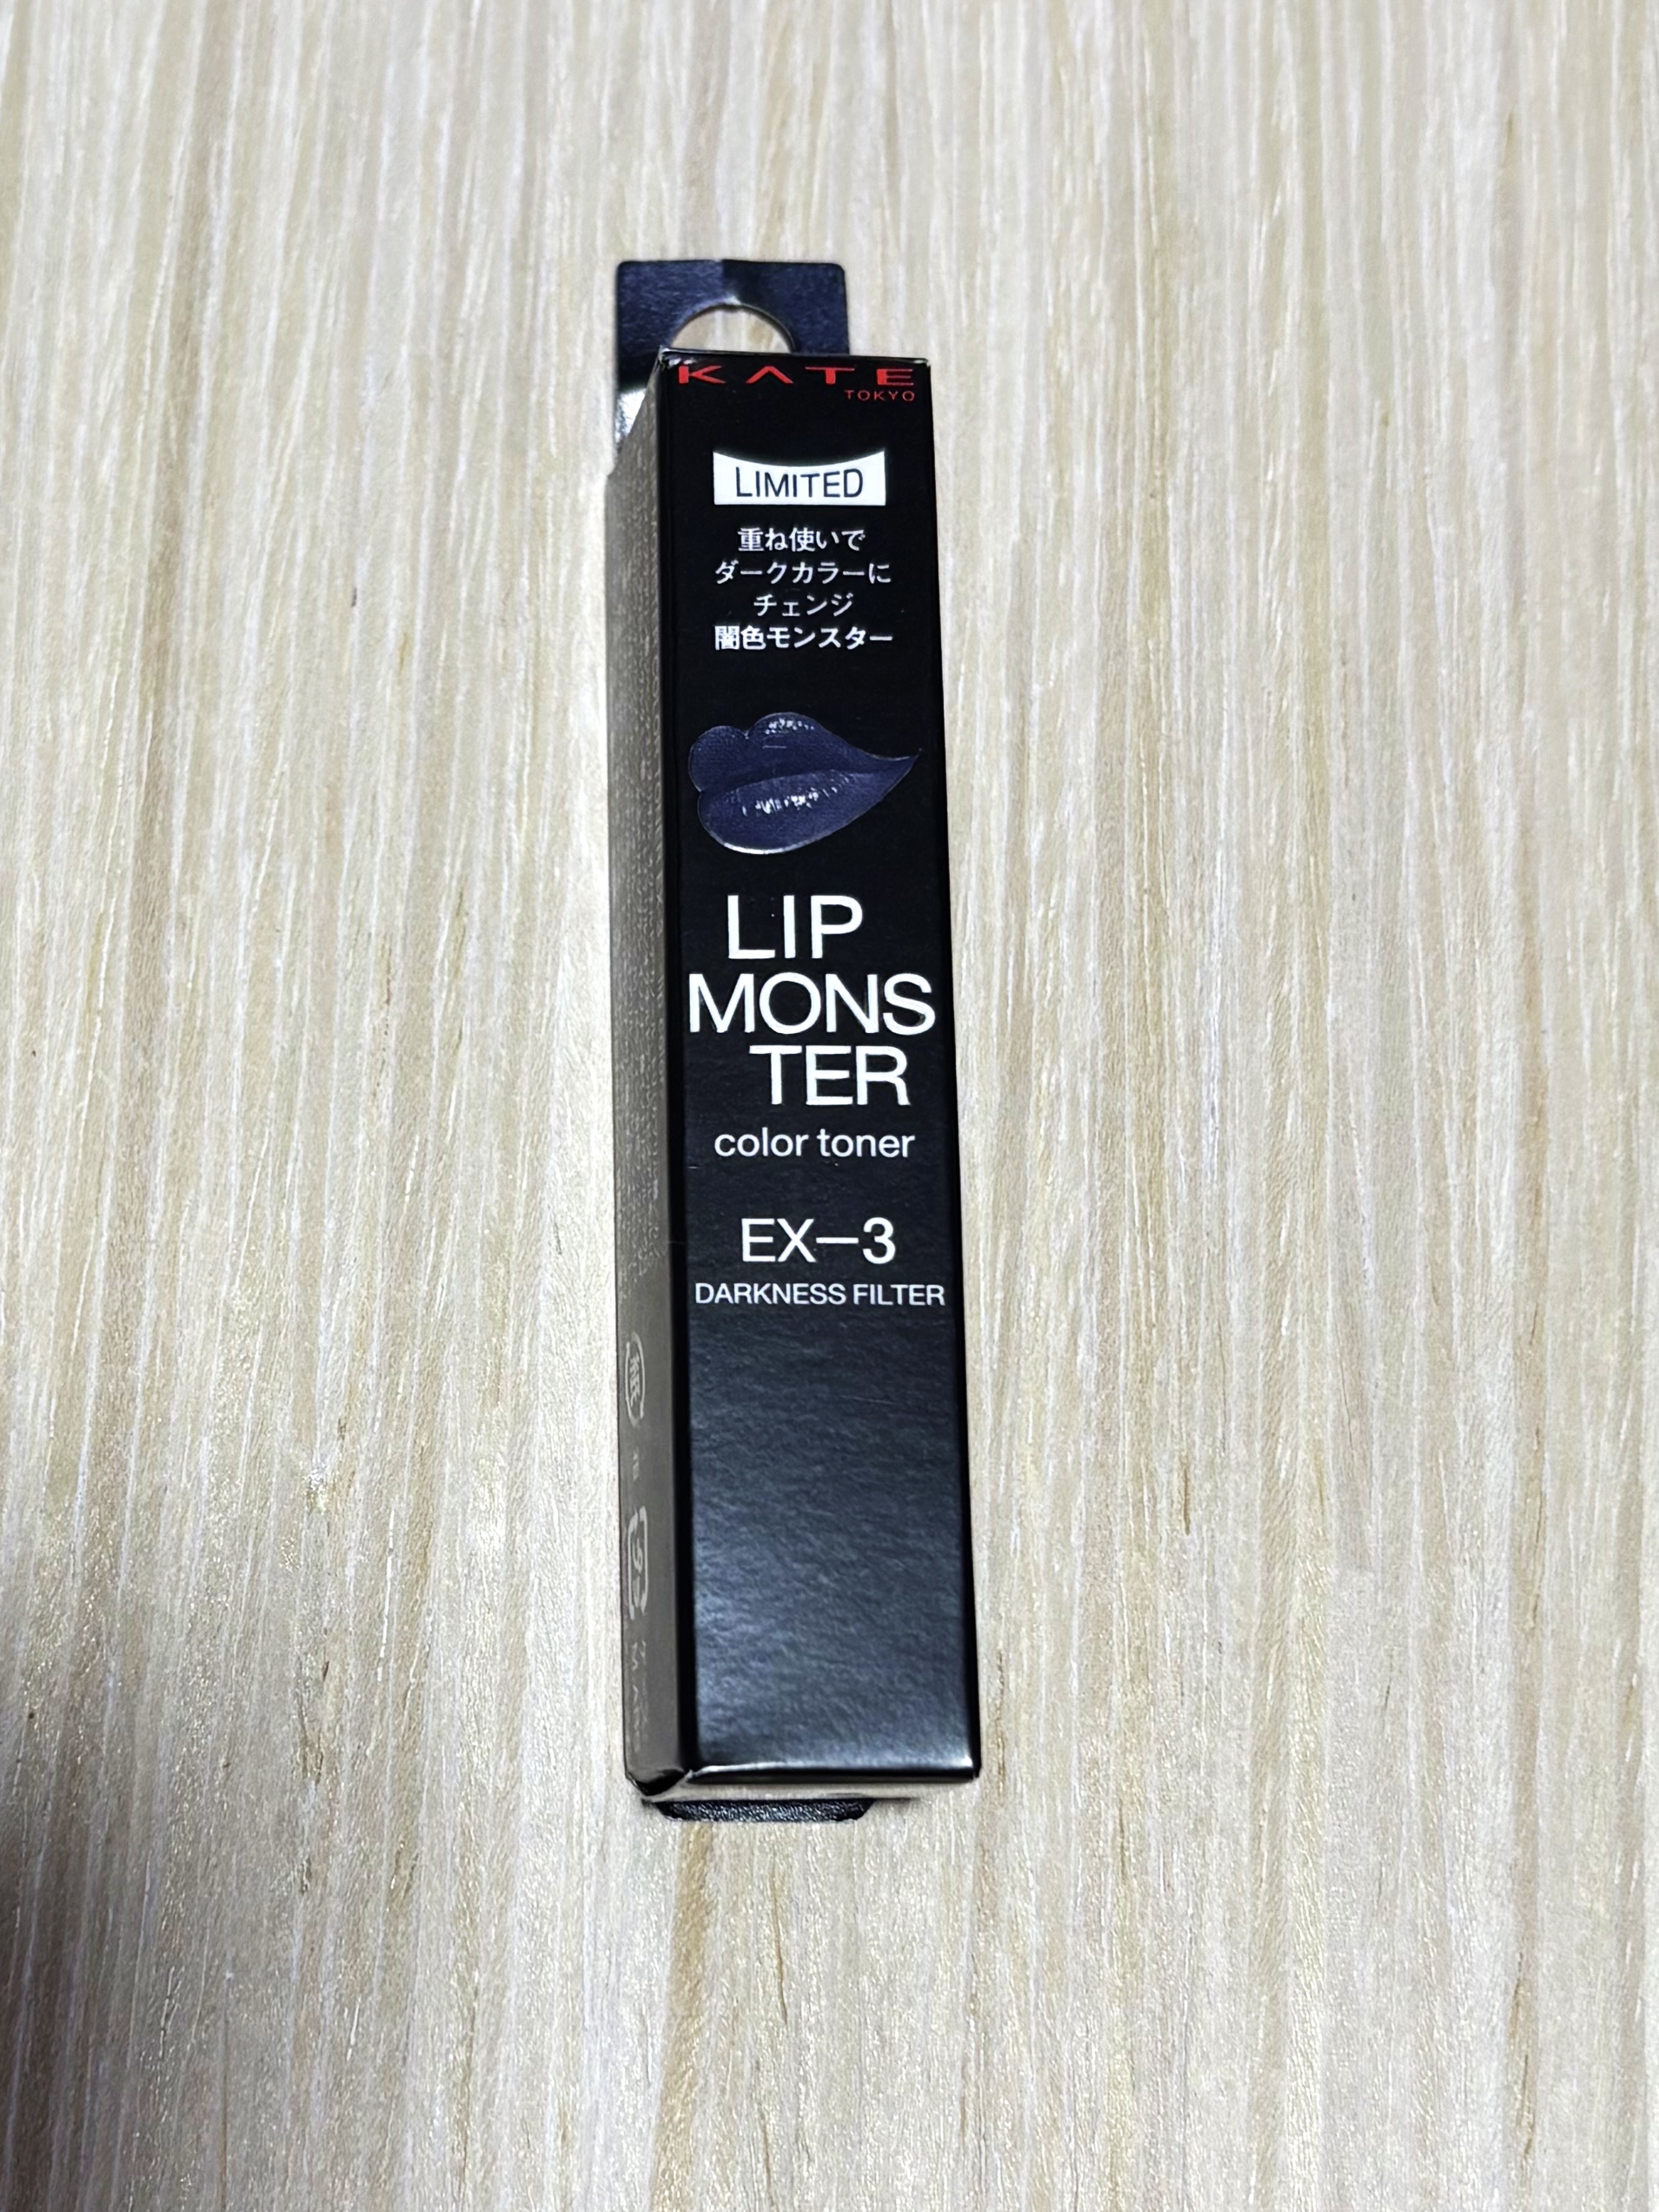 KATE
TOKYO
LIMITED
重ね使いで
ダークカラーに
チェンジ
闇色モンスター
LIP
MONS
TER
color toner
EX—3
DARKNESS FILTER